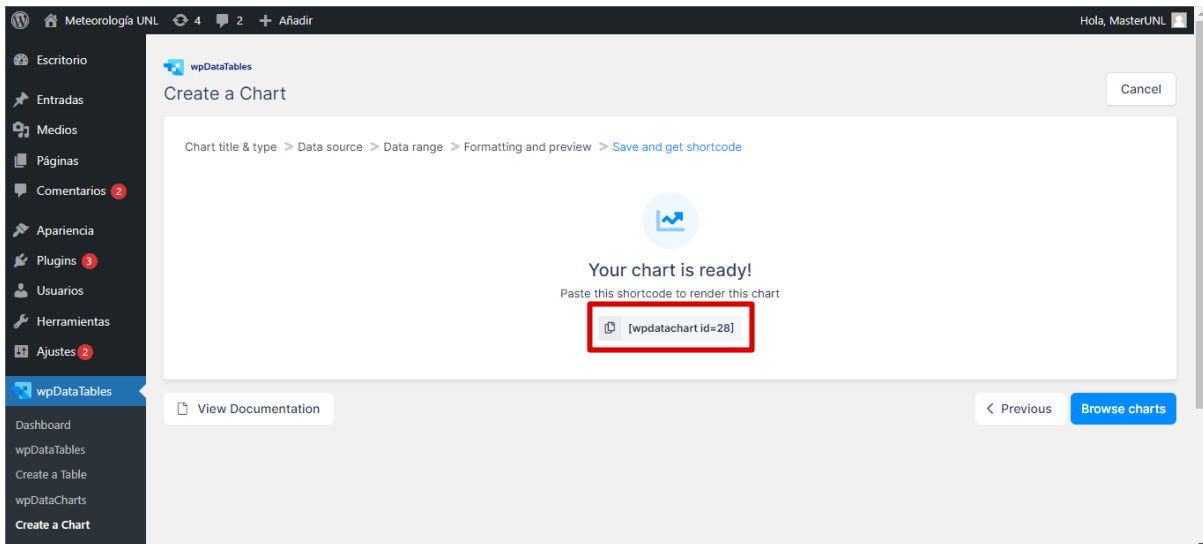 Meteorología UNL 4 2 + Añadir Hola, MasterUNL
Escritorio
Entradas
Medios
Páginas
Comentarios 2
Apariencia
Plugins 3
Usuarios
Herramientas
Ajustes 2
wpDataTables
Dashboard
wpDataTables
Create a Table
wpDataCharts
Create a Chart
wpDataTables
Create a Chart
Cancel
Chart title & type > Data source > Data range > Formatting and preview > Save and get shortcode
Your chart is ready!
Paste this shortcode to render this chart
[wpdatachart id=28]
View Documentation
< Previous
Browse charts